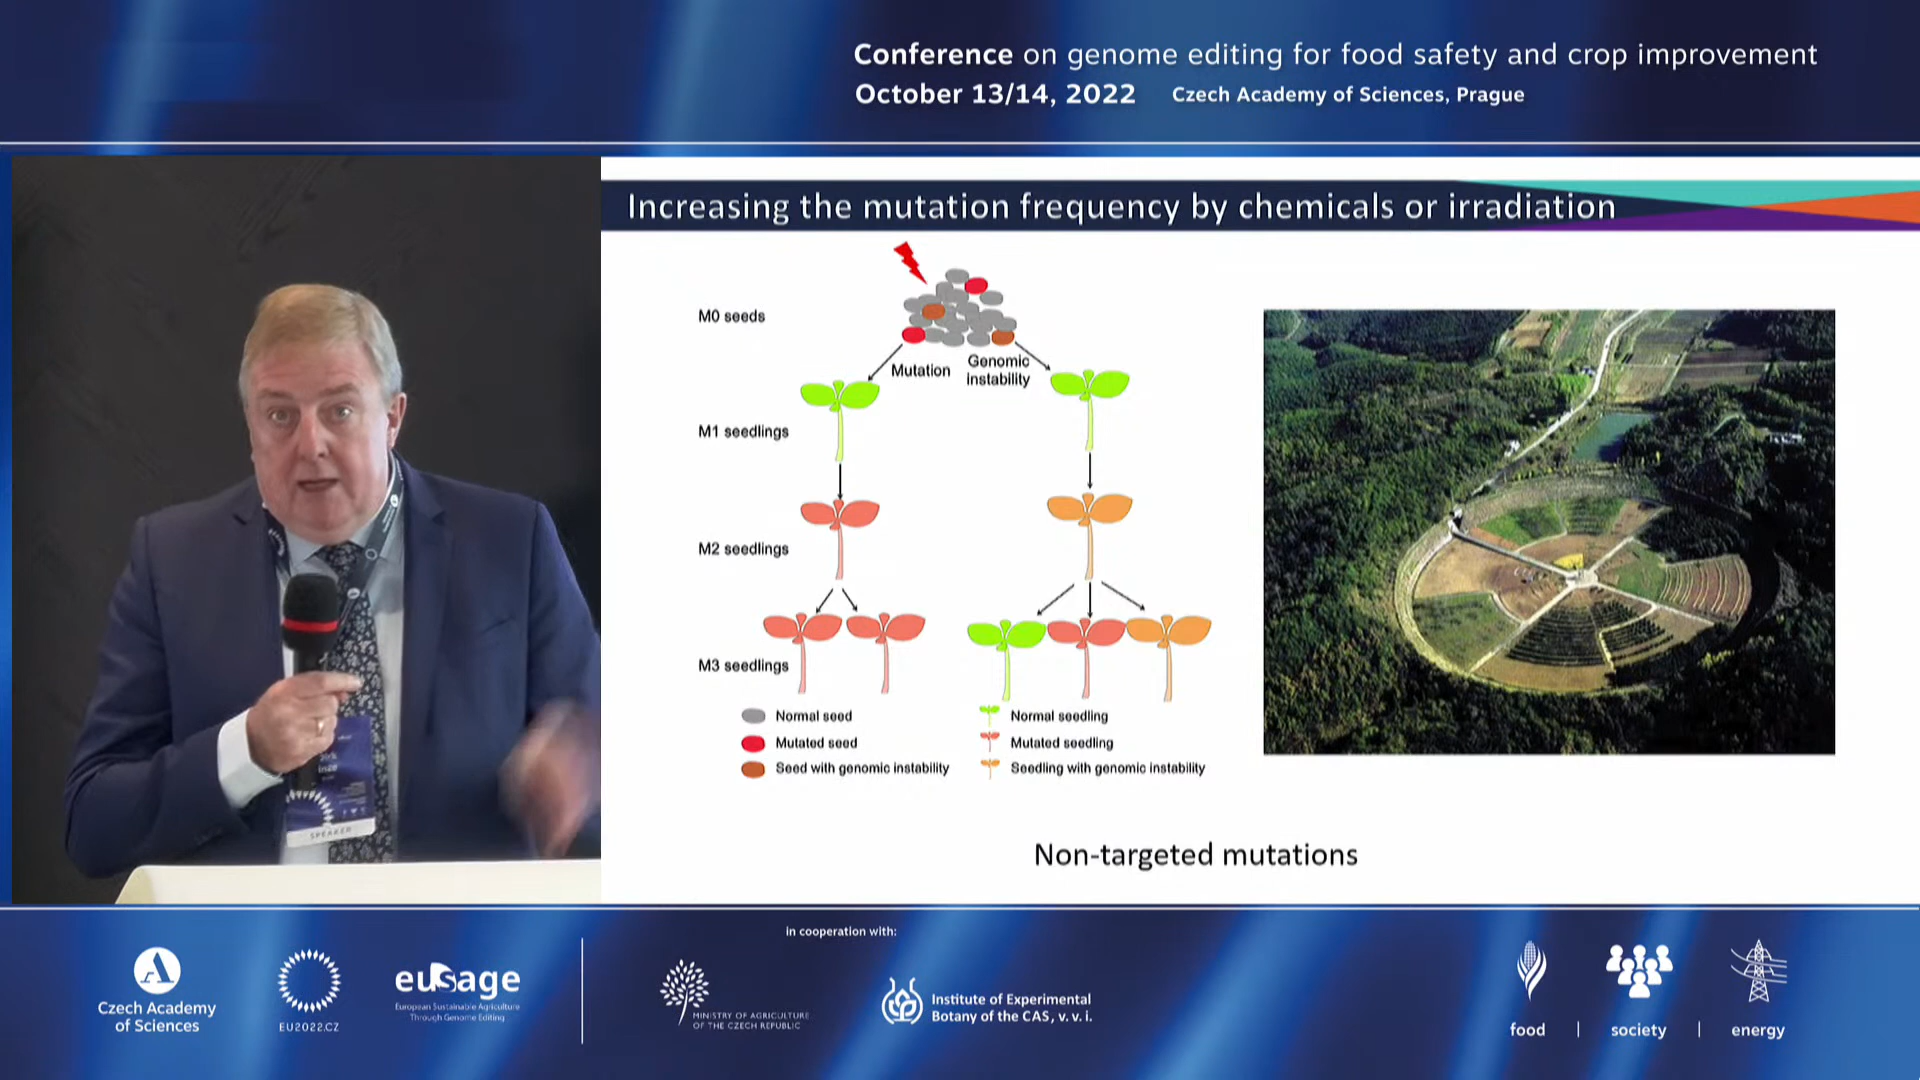 Conference on genome editing for food safety and crop improvement
October 13/14, 2022 Czech Academy of Sciences, Prague
Increasing the mutation frequency by chemicals or irradiation
M0 seeds
Mutation
Genomic
instability
M1 seedlings
M2 seedlings
M3 seedlings
Normal seed
Mutated seed
Seed with genomic instability
Normal seedling
Mutated seedling
Seedling with genomic instability
Non-targeted mutations
SPEAKER
Czech Academy
of Sciences
EU2022.CZ
eusage
European Sustainable Agriculture
Through Genome Editing
in cooperation with:
MINISTRY OF AGRICULTURE
OF THE CZECH REPUBLIC
Institute of Experimental
Botany of the CAS, v. v. i.
food | society | energy